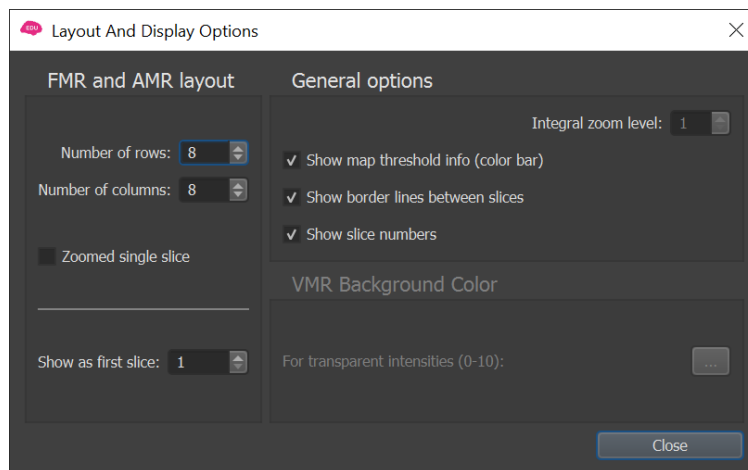 EDU
Layout And Display Options
FMR and AMR layout
Number of rows: 8
Number of columns: 8
Zoomed single slice
Show as first slice: 1
General options
Integral zoom level: 1
Show map threshold info (color bar)
Show border lines between slices
Show slice numbers
VMR Background Color
For transparent intensities (0-10): ...
Close